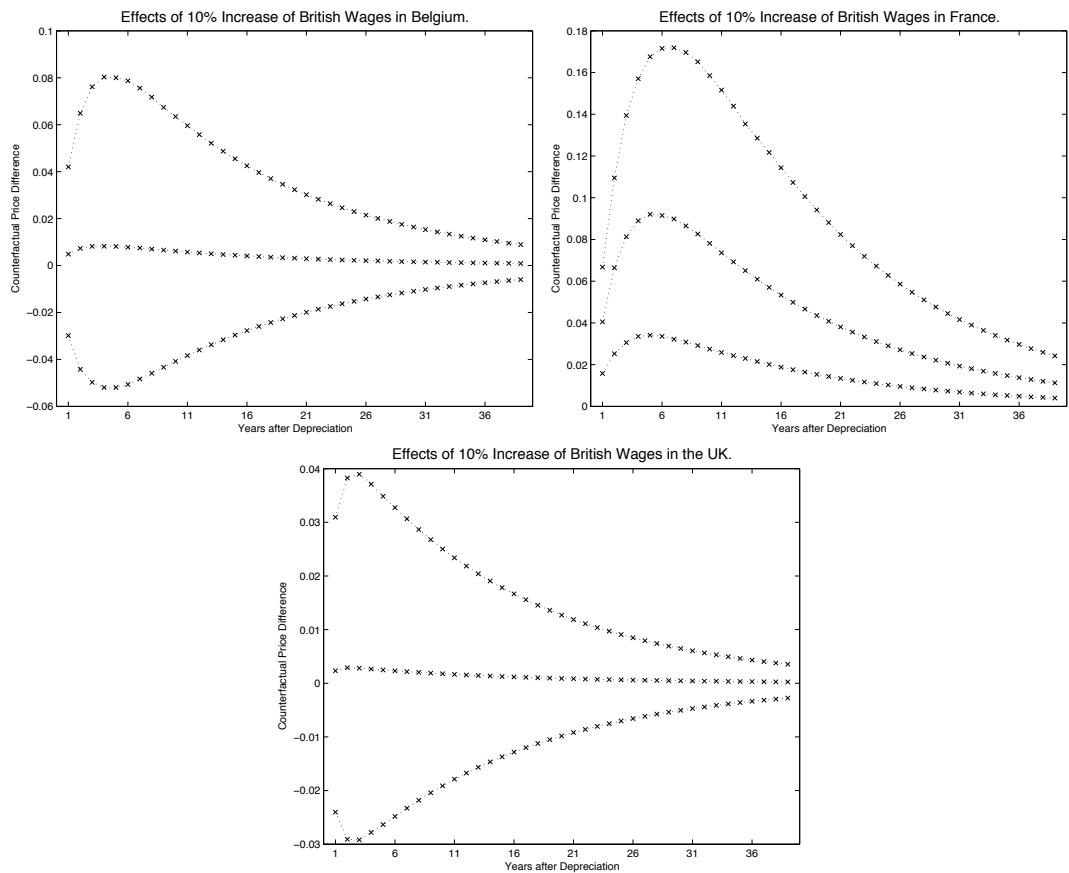 Effects of 10% Increase of British Wages in Belgium.
Counterfactual Price Difference
0.1
0.08
0.06
0.04
0.02
0
−0.02
−0.04
−0.06
1 6 11 16 21 26 31 36
Years after Depreciation
Effects of 10% Increase of British Wages in France.
Counterfactual Price Difference
0.18
0.16
0.14
0.12
0.1
0.08
0.06
0.04
0.02
0
1 6 11 16 21 26 31 36
Years after Depreciation
Effects of 10% Increase of British Wages in the UK.
Counterfactual Price Difference
0.04
0.03
0.02
0.01
0
−0.01
−0.02
−0.03
1 6 11 16 21 26 31 36
Years after Depreciation